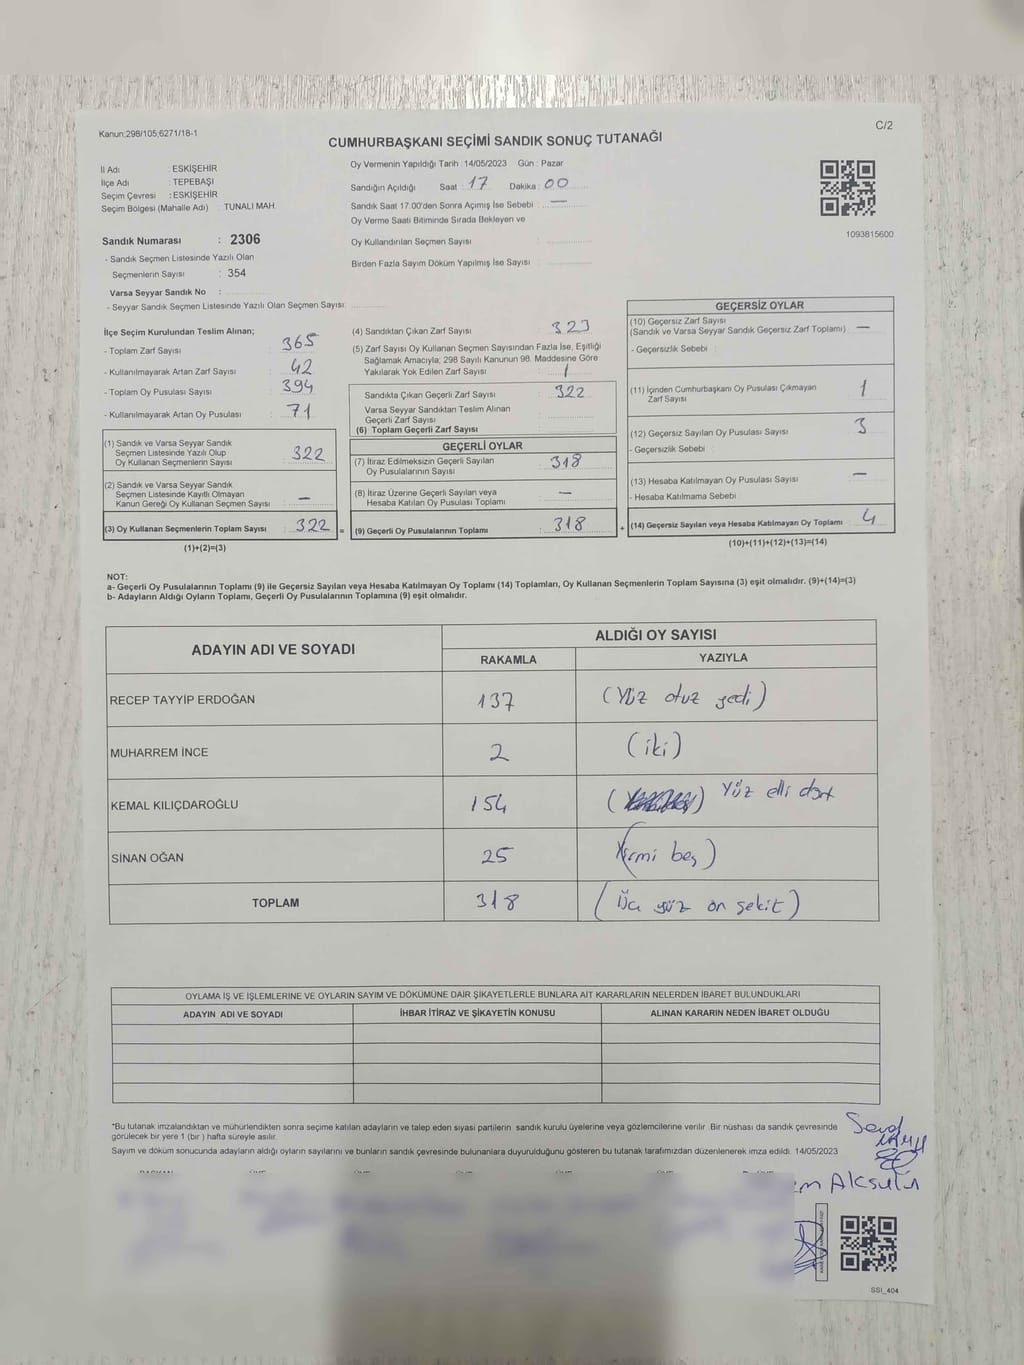 Kanun;298/105;6271/18-1
C/2
CUMHURBAŞKANI SEÇİMİ SANDIK SONUÇ TUTANAĞI
İl Adı : ESKİŞEHİR
İlçe Adı : TEPEBAŞI
Seçim Çevresi : ESKİŞEHİR
Seçim Bölgesi (Mahalle Adı) : TUNALI MAH.
Oy Vermenin Yapıldığı Tarih :14/05/2023 Gün : Pazar
Sandığın Açıldığı Saat : 17 Dakika : 00
Sandık Saat 17.00'den Sonra Açımış İse Sebebi : —
Oy Verme Saati Bitiminde Sırada Bekleyen ve
Oy Kullandırılan Seçmen Sayısı :
Birden Fazla Sayım Döküm Yapılmış İse Sayısı :
1093815600
Sandık Numarası : 2306
- Sandık Seçmen Listesinde Yazılı Olan
Seçmenlerin Sayısı : 354
Varsa Seyyar Sandık No :
- Seyyar Sandık Seçmen Listesinde Yazılı Olan Seçmen Sayısı:
İlçe Seçim Kurulundan Teslim Alınan;
- Toplam Zarf Sayısı : 365
- Kullanılmayarak Artan Zarf Sayısı : 42
-Toplam Oy Pusulası Sayısı : 394
- Kullanılmayarak Artan Oy Pusulası : 71
(1) Sandık ve Varsa Seyyar Sandık
Seçmen Listesinde Yazılı Olup
Oy Kullanan Seçmenlerin Sayısı : 322
(2) Sandık ve Varsa Seyyar Sandık
Seçmen Listesinde Kayıtlı Olmayan
Kanun Gereği Oy Kullanan Seçmen Sayısı : —
(3) Oy Kullanan Seçmenlerin Toplam Sayısı : 322 =
(1)+(2)=(3)
(4) Sandıktan Çıkan Zarf Sayısı : 323
(5) Zarf Sayısı Oy Kullanan Seçmen Sayısından Fazla İse, Eşitliği
Sağlamak Amacıyla; 298 Sayılı Kanunun 98. Maddesine Göre
Yakılarak Yok Edilen Zarf Sayısı : 1
Sandıkta Çıkan Geçerli Zarf Sayısı : 322
Varsa Seyyar Sandıktan Teslim Alınan
Geçerli Zarf Sayısı :
(6) Toplam Geçerli Zarf Sayısı :
GEÇERLİ OYLAR
(7) İtiraz Edilmeksizin Geçerli Sayılan
Oy Pusulalarının Sayısı : 318
(8) İtiraz Üzerine Geçerli Sayılan veya
Hesaba Katılan Oy Pusulası Toplamı : —
(9) Geçerli Oy Pusulalarının Toplamı : 318 +
GEÇERSİZ OYLAR
(10) Geçersiz Zarf Sayısı
(Sandık ve Varsa Seyyar Sandık Geçersiz Zarf Toplamı) : —
- Geçersizlik Sebebi :
(11) İçinden Cumhurbaşkanı Oy Pusulası Çıkmayan
Zarf Sayısı : 1
(12) Geçersiz Sayılan Oy Pusulası Sayısı : 3
- Geçersizlik Sebebi :
(13) Hesaba Katılmayan Oy Pusulası Sayısı : —
- Hesaba Katılmama Sebebi :
(14) Geçersiz Sayılan veya Hesaba Katılmayan Oy Toplamı : 4
(10)+(11)+(12)+(13)=(14)
NOT:
a- Geçerli Oy Pusulalarının Toplamı (9) ile Geçersiz Sayılan veya Hesaba Katılmayan Oy Toplamı (14) Toplamları, Oy Kullanan Seçmenlerin Toplam Sayısına (3) eşit olmalıdır. (9)+(14)=(3)
b- Adayların Aldığı Oyların Toplamı, Geçerli Oy Pusulalarının Toplamına (9) eşit olmalıdır.
ADAYIN ADI VE SOYADI
ALDIĞI OY SAYISI
RAKAMLA YAZIYLA
RECEP TAYYİP ERDOĞAN 137 (Yüz otuz yedi)
MUHARREM İNCE 2 (iki)
KEMAL KILIÇDAROĞLU 154 Yüz elli dört
SİNAN OĞAN 25 (Yirmi beş)
TOPLAM 318 (Üç yüz on sekiz)
OYLAMA İŞ VE İŞLEMLERİNE VE OYLARIN SAYIM VE DÖKÜMÜNE DAİR ŞİKAYETLERLE BUNLARA AİT KARARLARIN NELERDEN İBARET BULUNDUKLARI
ADAYIN ADI VE SOYADI İHBAR İTİRAZ VE ŞİKAYETİN KONUSU ALINAN KARARIN NEDEN İBARET OLDUĞU
*Bu tutanak imzalandıktan ve mühürlendikten sonra seçime katılan adayların ve talep eden siyasi partilerin sandık kurulu üyelerine veya gözlemcilerine verilir. Bir nüshası da sandık çevresinde
görülecek bir yere 1 (bir ) hafta süreyle asılır.
Sayım ve döküm sonucunda adayların aldığı oyların sayılarını ve bunların sandık çevresinde bulunanlara duyurulduğunu gösteren bu tutanak tarafımızdan düzenlenerek imza edildi. 14/05/2023
Aksulın
SSI_404